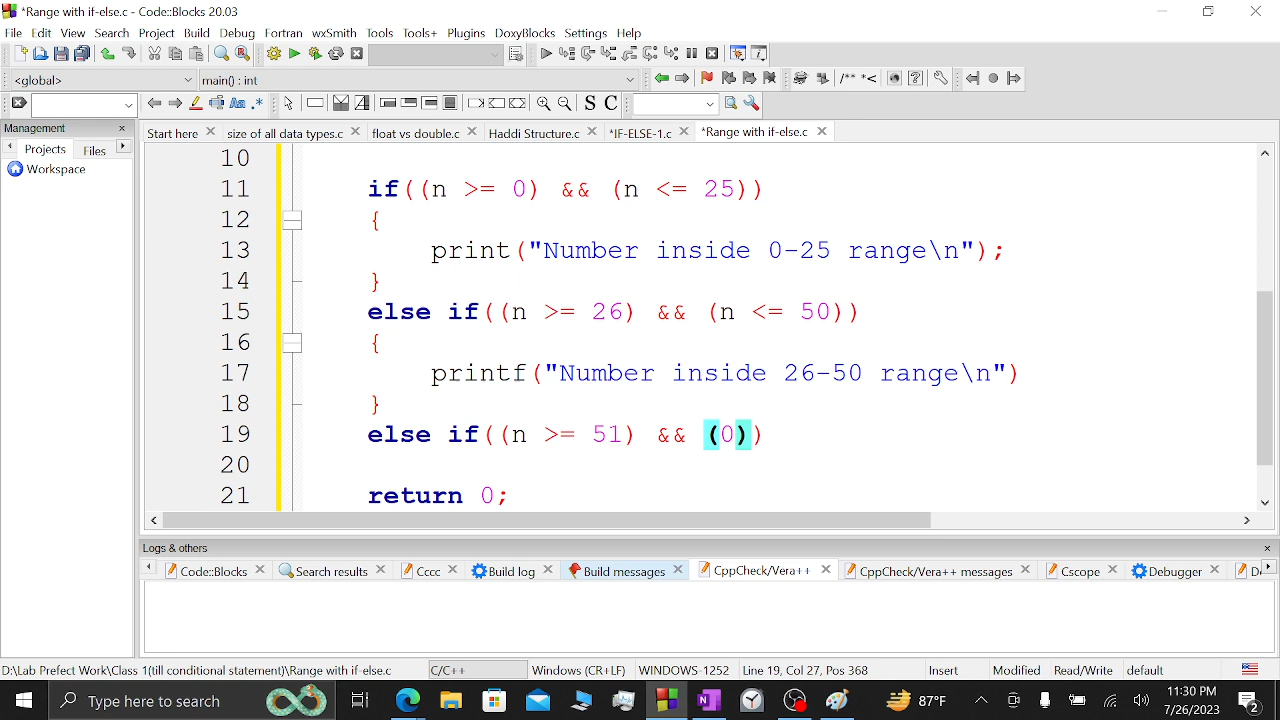 *Range with if-else.c - Code::Blocks 20.03
File Edit View Search Project Build Debug Fortran wxSmith Tools Tools+ Plugins DoxyBlocks Settings Help
<global> main() : int
/** *<
Aa .* S C
Management
Projects Files
Workspace
Start here size of all data types.c float vs double.c Haddi Structure.c *IF-ELSE-1.c *Range with if-else.c
10
11 if((n >= 0) && (n <= 25))
12 {
13 print("Number inside 0-25 range\n");
14 }
15 else if((n >= 26) && (n <= 50))
16 {
17 printf("Number inside 26-50 range\n")
18 }
19 else if((n >= 51) && (0))
20
21 return 0;
Logs & others
Code::Blocks Search results Cccc Build log Build messages CppCheck/Vera++ CppCheck/Vera++ messages Cscope Debugger
D:\Lab Prefect Work\Class 1(till conditional statement)\Range with if-else.c C/C++ Windows (CR+LF) WINDOWS-1252 Line 19, Col 27, Pos 368 Insert Modified Read/Write default
Type here to search 87°F 11:30 PM
7/26/2023 2